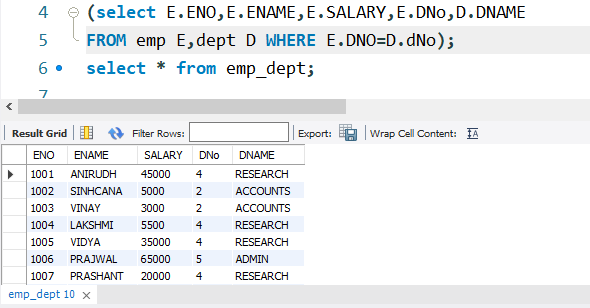 4 (select E.ENO,E.ENAME,E.SALARY,E.DNo,D.DNAME
5 FROM emp E,dept D WHERE E.DNO=D.dNo);
6 select * from emp_dept;
7
Result Grid Filter Rows: Export: Wrap Cell Content: IA
ENO ENAME SALARY DNo DNAME
1001 ANIRUDH 45000 4 RESEARCH
1002 SINHCANA 5000 2 ACCOUNTS
1003 VINAY 3000 2 ACCOUNTS
1004 LAKSHMI 5500 4 RESEARCH
1005 VIDYA 35000 4 RESEARCH
1006 PRAJWAL 65000 5 ADMIN
1007 PRASHANT 20000 4 RESEARCH
emp_dept 10 ×